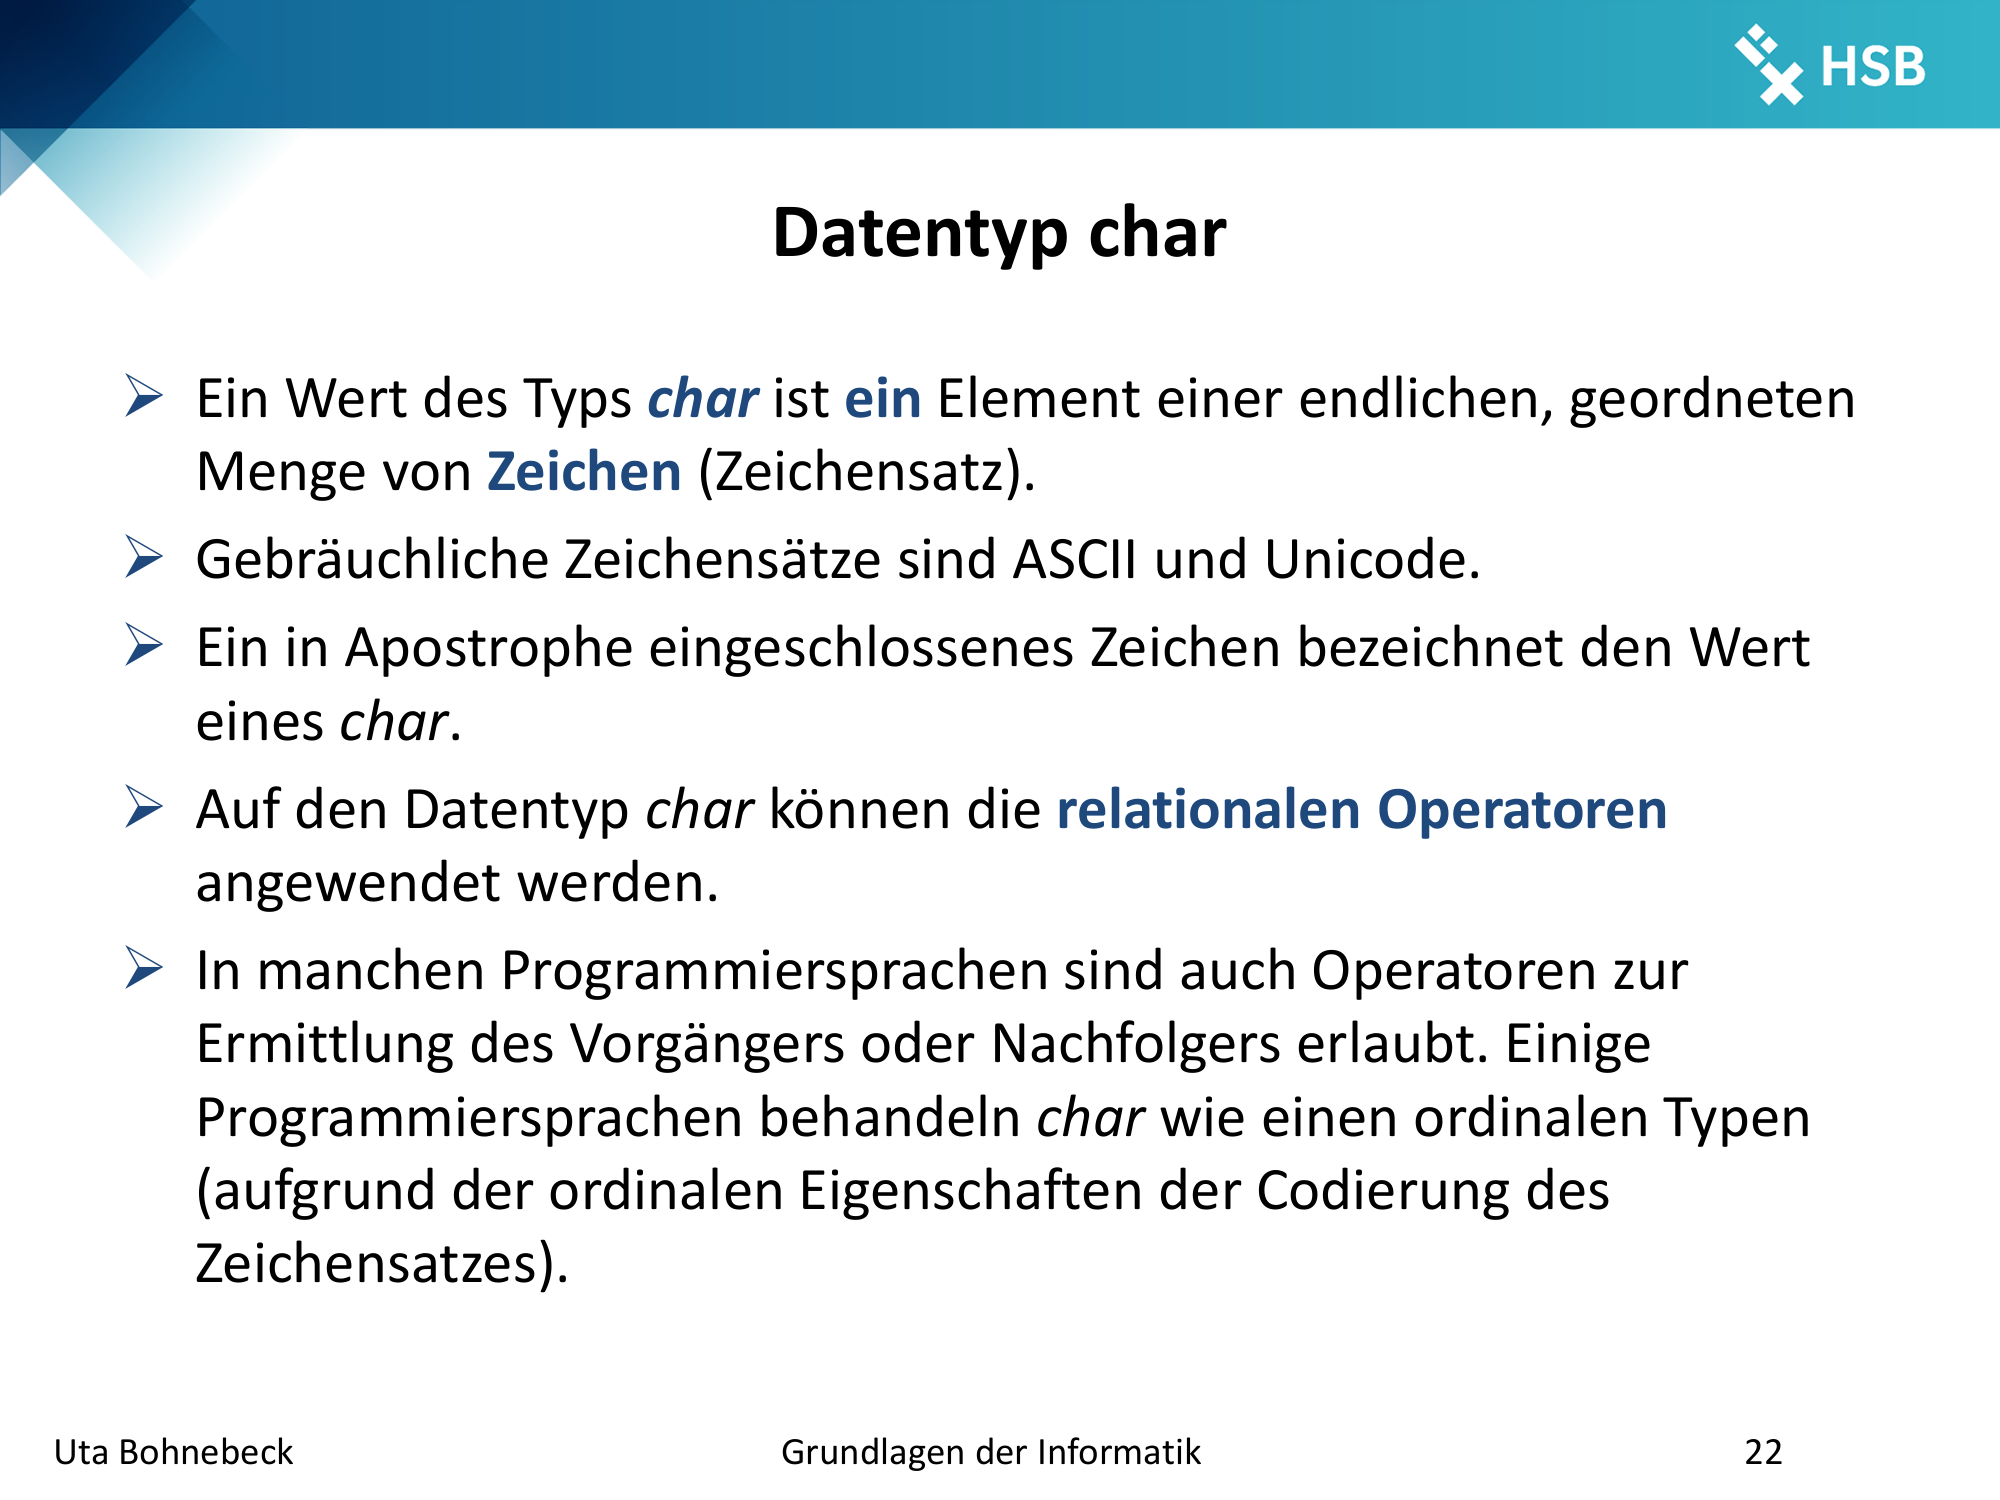 HSB
Datentyp char
Ein Wert des Typs char ist ein Element einer endlichen, geordneten
Menge von Zeichen (Zeichensatz).
Gebräuchliche Zeichensätze sind ASCII und Unicode.
Ein in Apostrophe eingeschlossenes Zeichen bezeichnet den Wert
eines char.
Auf den Datentyp char können die relationalen Operatoren
angewendet werden.
In manchen Programmiersprachen sind auch Operatoren zur
Ermittlung des Vorgängers oder Nachfolgers erlaubt. Einige
Programmiersprachen behandeln char wie einen ordinalen Typen
(aufgrund der ordinalen Eigenschaften der Codierung des
Zeichensatzes).
Uta Bohnebeck
Grundlagen der Informatik
22